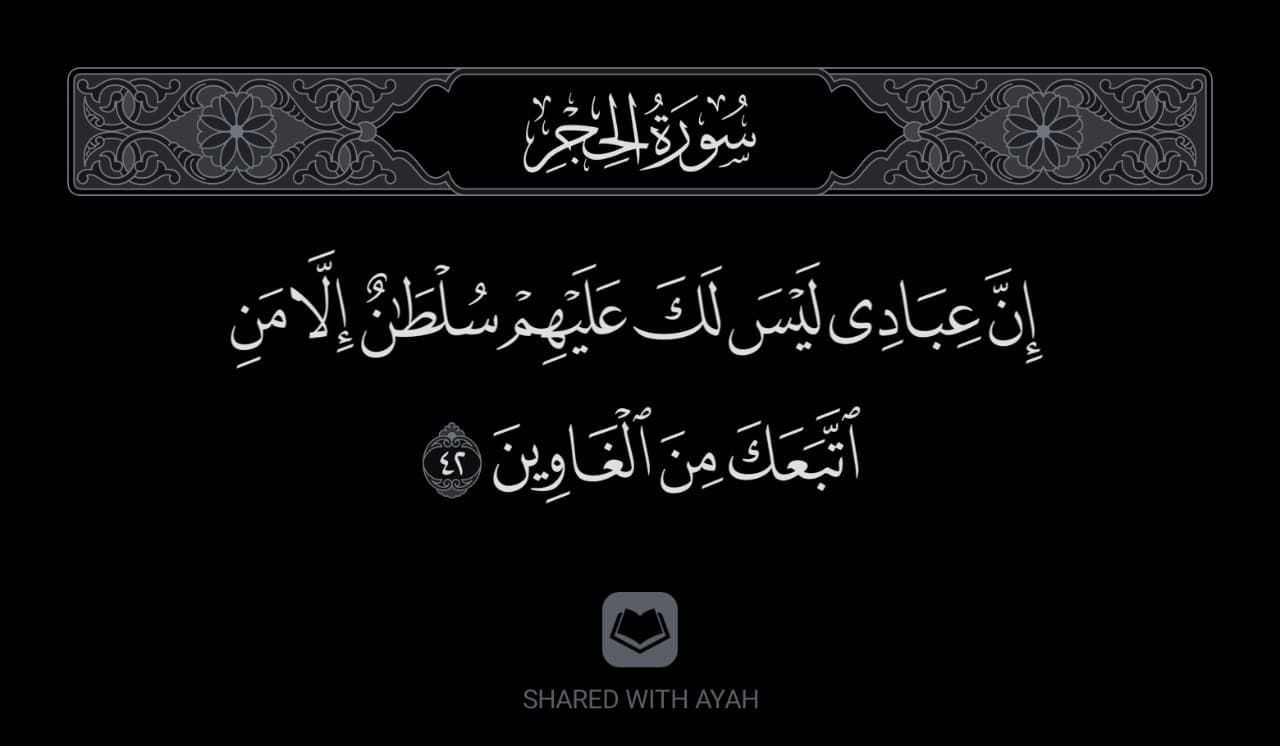 سُورَةُ الحِجْرِ
إِنَّ عِبَادِى لَيْسَ لَكَ عَلَيْهِمْ سُلْطَـٰنٌ إِلَّا مَنِ
ٱتَّبَعَكَ مِنَ ٱلْغَاوِينَ ٤٢
SHARED WITH AYAH